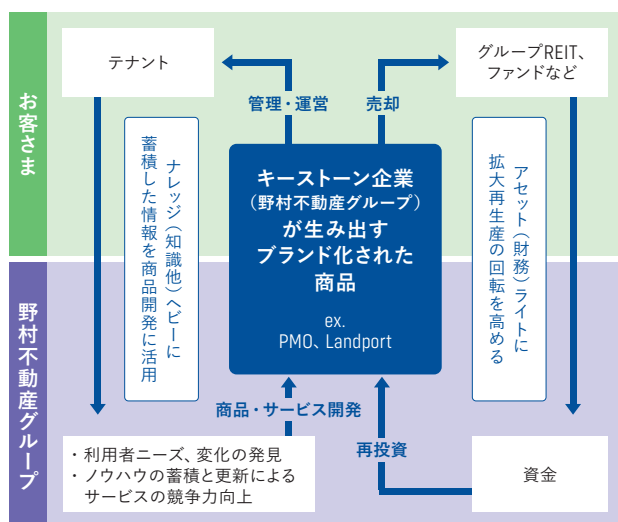 お客さま
野村不動産グループ
テナント
グループREIT、
ファンドなど
管理・運営
売却
ナレッジ（知識他）ヘビーに
蓄積した情報を商品開発に活用
キーストーン企業
（野村不動産グループ）
が生み出す
ブランド化された
商品
ex.
PMO、Landport
アセット（財務）ライトに
拡大再生産の回転を高める
商品・サービス開発
再投資
・利用者ニーズ、変化の発見
・ノウハウの蓄積と更新による
サービスの競争力向上
資金